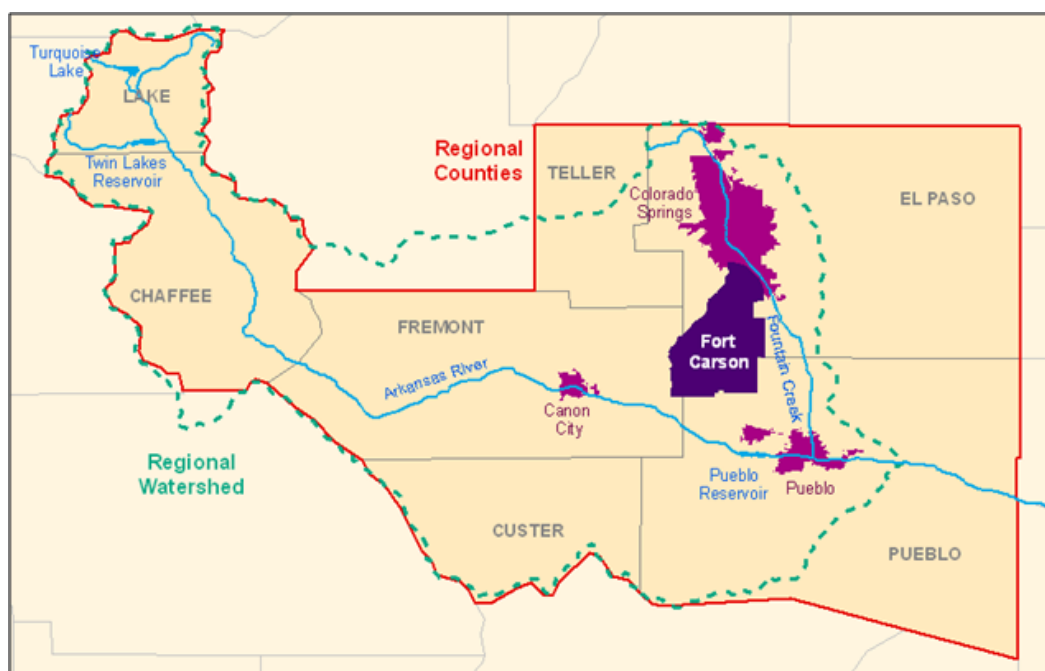 Turquoise
Lake
LAKE
Twin Lakes
Reservoir
Regional
Counties
TELLER
Colorado
Springs
EL PASO
CHAFFEE
FREMONT
Fort
Carson
Fountain Creek
Arkansas River
Canon
City
Regional
Watershed
Pueblo
Reservoir
Pueblo
CUSTER
PUEBLO